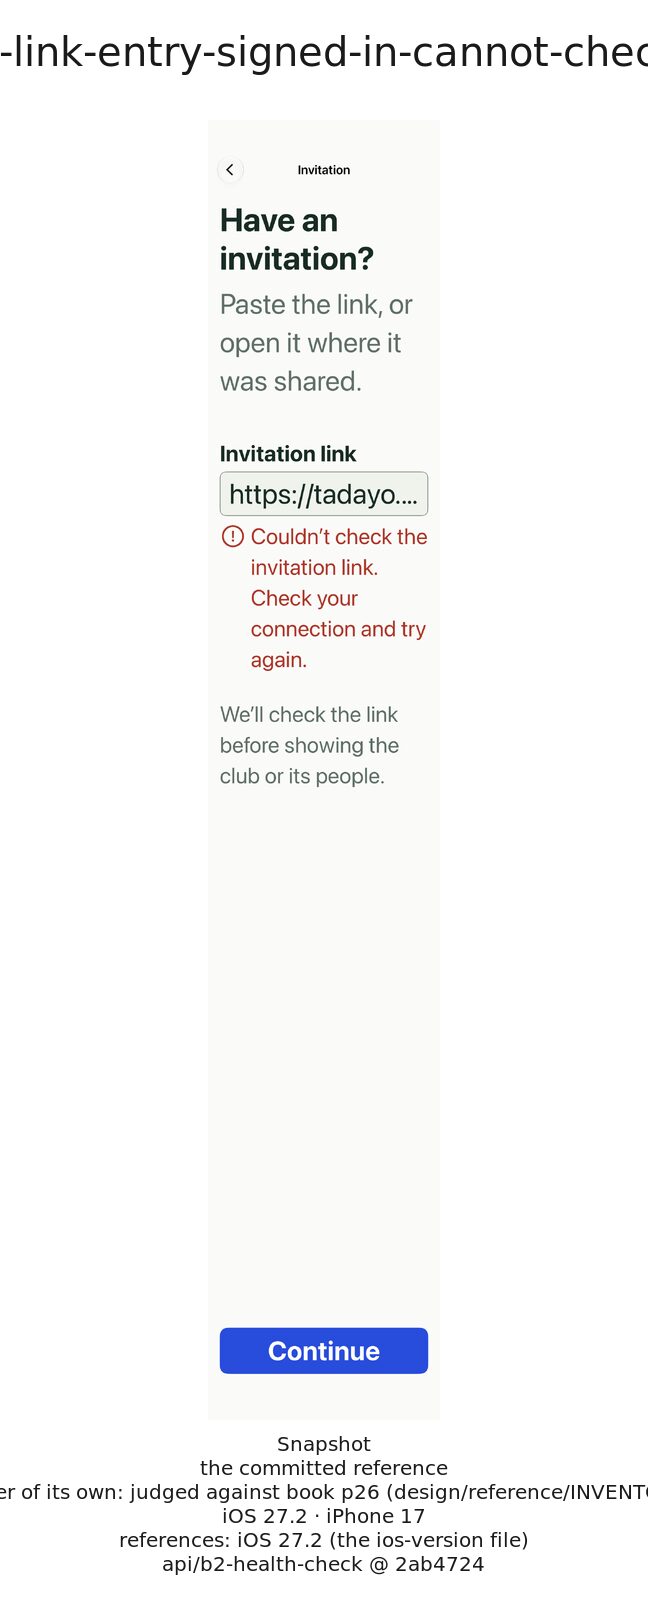 -link-entry-signed-in-cannot-chec
Invitation
Have an
invitation?
Paste the link, or
open it where it
was shared.
Invitation link
https://tadayo.…
Couldn’t check the
invitation link.
Check your
connection and try
again.
We’ll check the link
before showing the
club or its people.
Continue
Snapshot
the committed reference
er of its own: judged against book p26 (design/reference/INVENTO
iOS 27.2 · iPhone 17
references: iOS 27.2 (the ios-version file)
api/b2-health-check @ 2ab4724